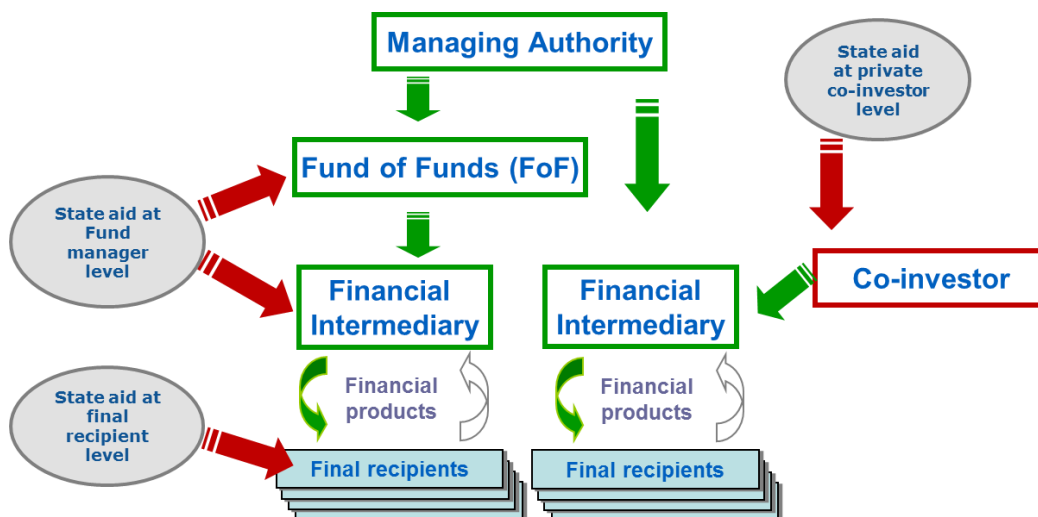 Managing Authority
State aid
at private
co-investor
level
Fund of Funds (FoF)
State aid at
Fund
manager
level
Financial
Intermediary
Financial
Intermediary
Co-investor
Financial
products
Financial
products
State aid at
final
recipient
level
Final recipients
Final recipients